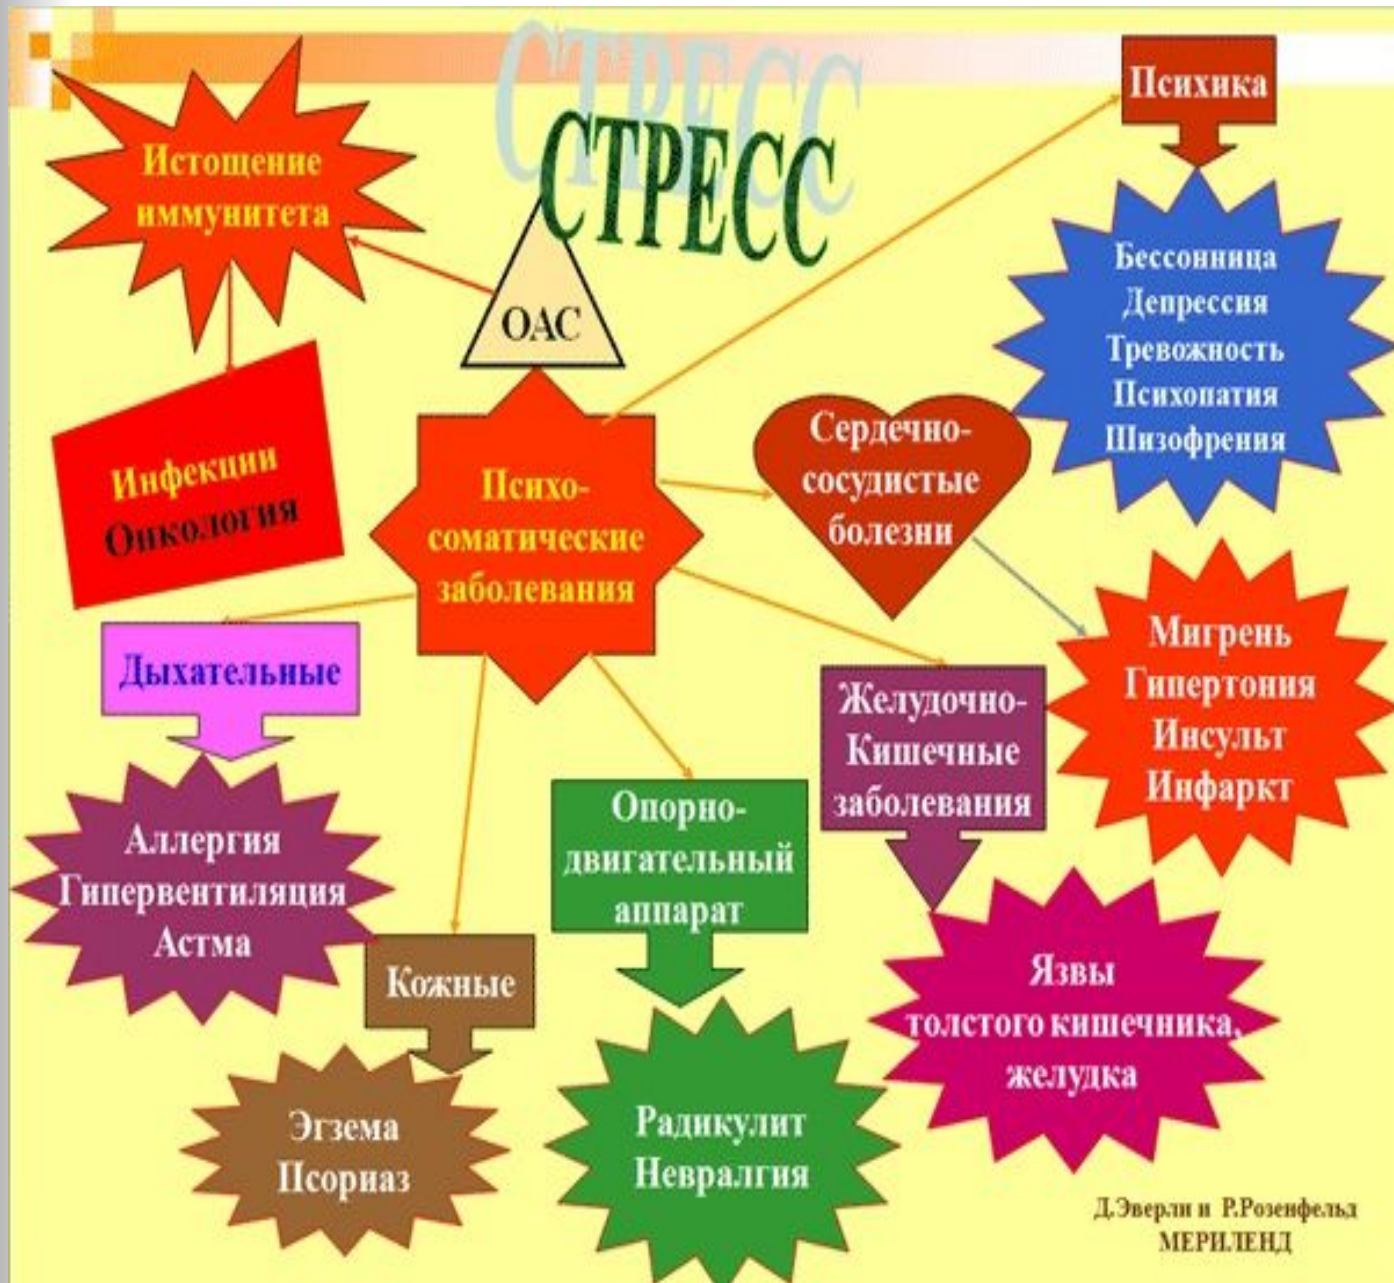 СТРЕСС
Истощение
иммунитета
ОАС
Инфекции
Онкология
Психо-
соматические
заболевания
Психика
Бессонница
Депрессия
Тревожность
Психопатия
Шизофрения
Сердечно-
сосудистые
болезни
Мигрень
Гипертония
Инсульт
Инфаркт
Дыхательные
Аллергия
Гипервентиляция
Астма
Кожные
Эгзема
Псориаз
Опорно-
двигательный
аппарат
Радикулит
Невралгия
Желудочно-
Кишечные
заболевания
Язвы
толстого кишечника,
желудка
Д.Эверли и Р.Розенфельд
МЕРИЛЕНД